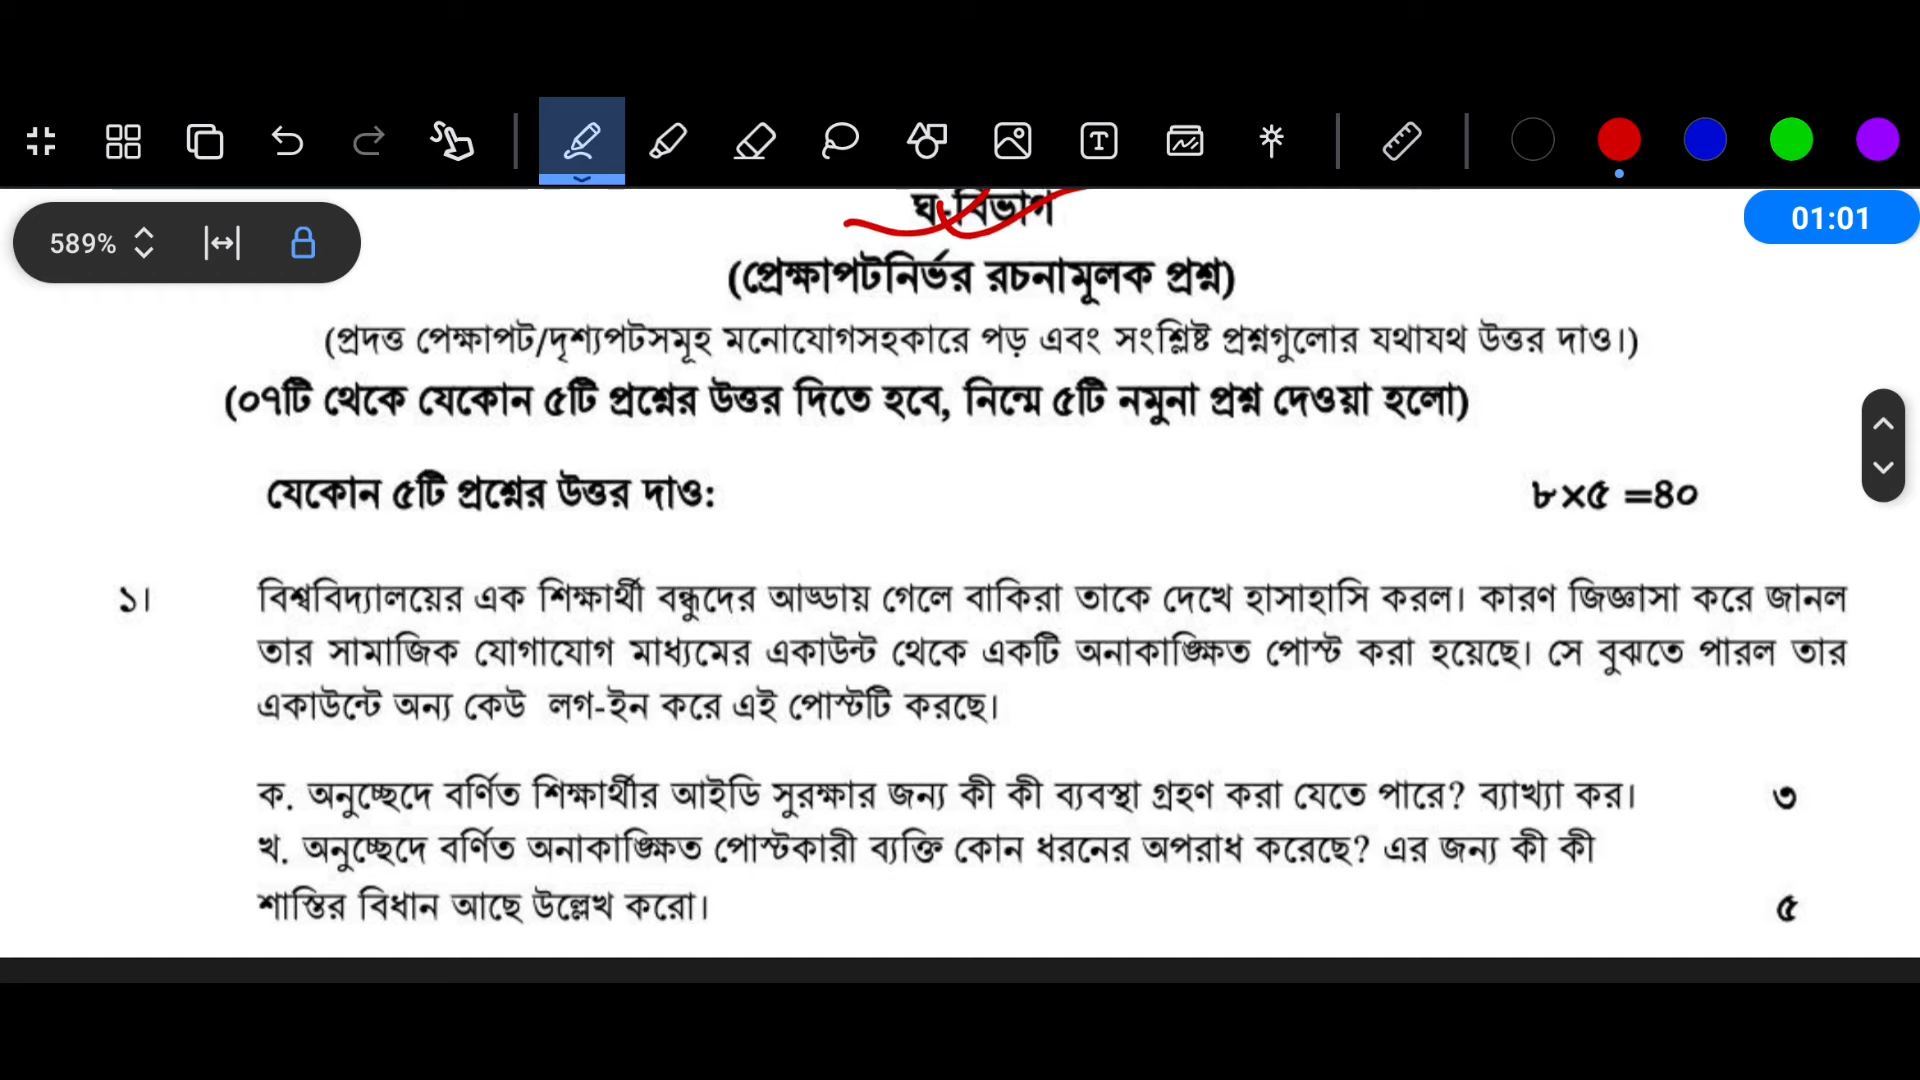 589%
01:01
ঘ-বিভাগ
(প্রেক্ষাপটনির্ভর রচনামূলক প্রশ্ন)
(প্রদত্ত পেক্ষাপট/দৃশ্যপটসমূহ মনোযোগসহকারে পড় এবং সংশ্লিষ্ট প্রশ্নগুলোর যথাযথ উত্তর দাও।)
(০৭টি থেকে যেকোন ৫টি প্রশ্নের উত্তর দিতে হবে, নিম্নে ৫টি নমুনা প্রশ্ন দেওয়া হলো)
যেকোন ৫টি প্রশ্নের উত্তর দাও: ৮×৫ =৪০
১। বিশ্ববিদ্যালয়ের এক শিক্ষার্থী বন্ধুদের আড্ডায় গেলে বাকিরা তাকে দেখে হাসাহাসি করল। কারণ জিজ্ঞাসা করে জানল
তার সামাজিক যোগাযোগ মাধ্যমের একাউন্ট থেকে একটি অনাকাঙ্ক্ষিত পোস্ট করা হয়েছে। সে বুঝতে পারল তার
একাউন্টে অন্য কেউ লগ-ইন করে এই পোস্টটি করছে।
ক. অনুচ্ছেদে বর্ণিত শিক্ষার্থীর আইডি সুরক্ষার জন্য কী কী ব্যবস্থা গ্রহণ করা যেতে পারে? ব্যাখ্যা কর। ৩
খ. অনুচ্ছেদে বর্ণিত অনাকাঙ্ক্ষিত পোস্টকারী ব্যক্তি কোন ধরনের অপরাধ করেছে? এর জন্য কী কী
শাস্তির বিধান আছে উল্লেখ করো। ৫